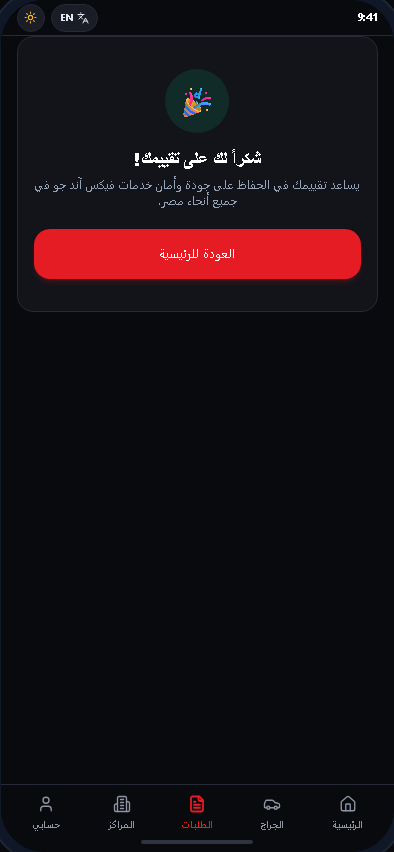 9:41
EN
شكراً لك على تقييمك!
يساعد تقييمك في الحفاظ على جودة وأمان خدمات فيكس آند جو في
جميع أنحاء مصر.
العودة للرئيسية
الرئيسية
الجراج
الطلبات
المراكز
حسابي